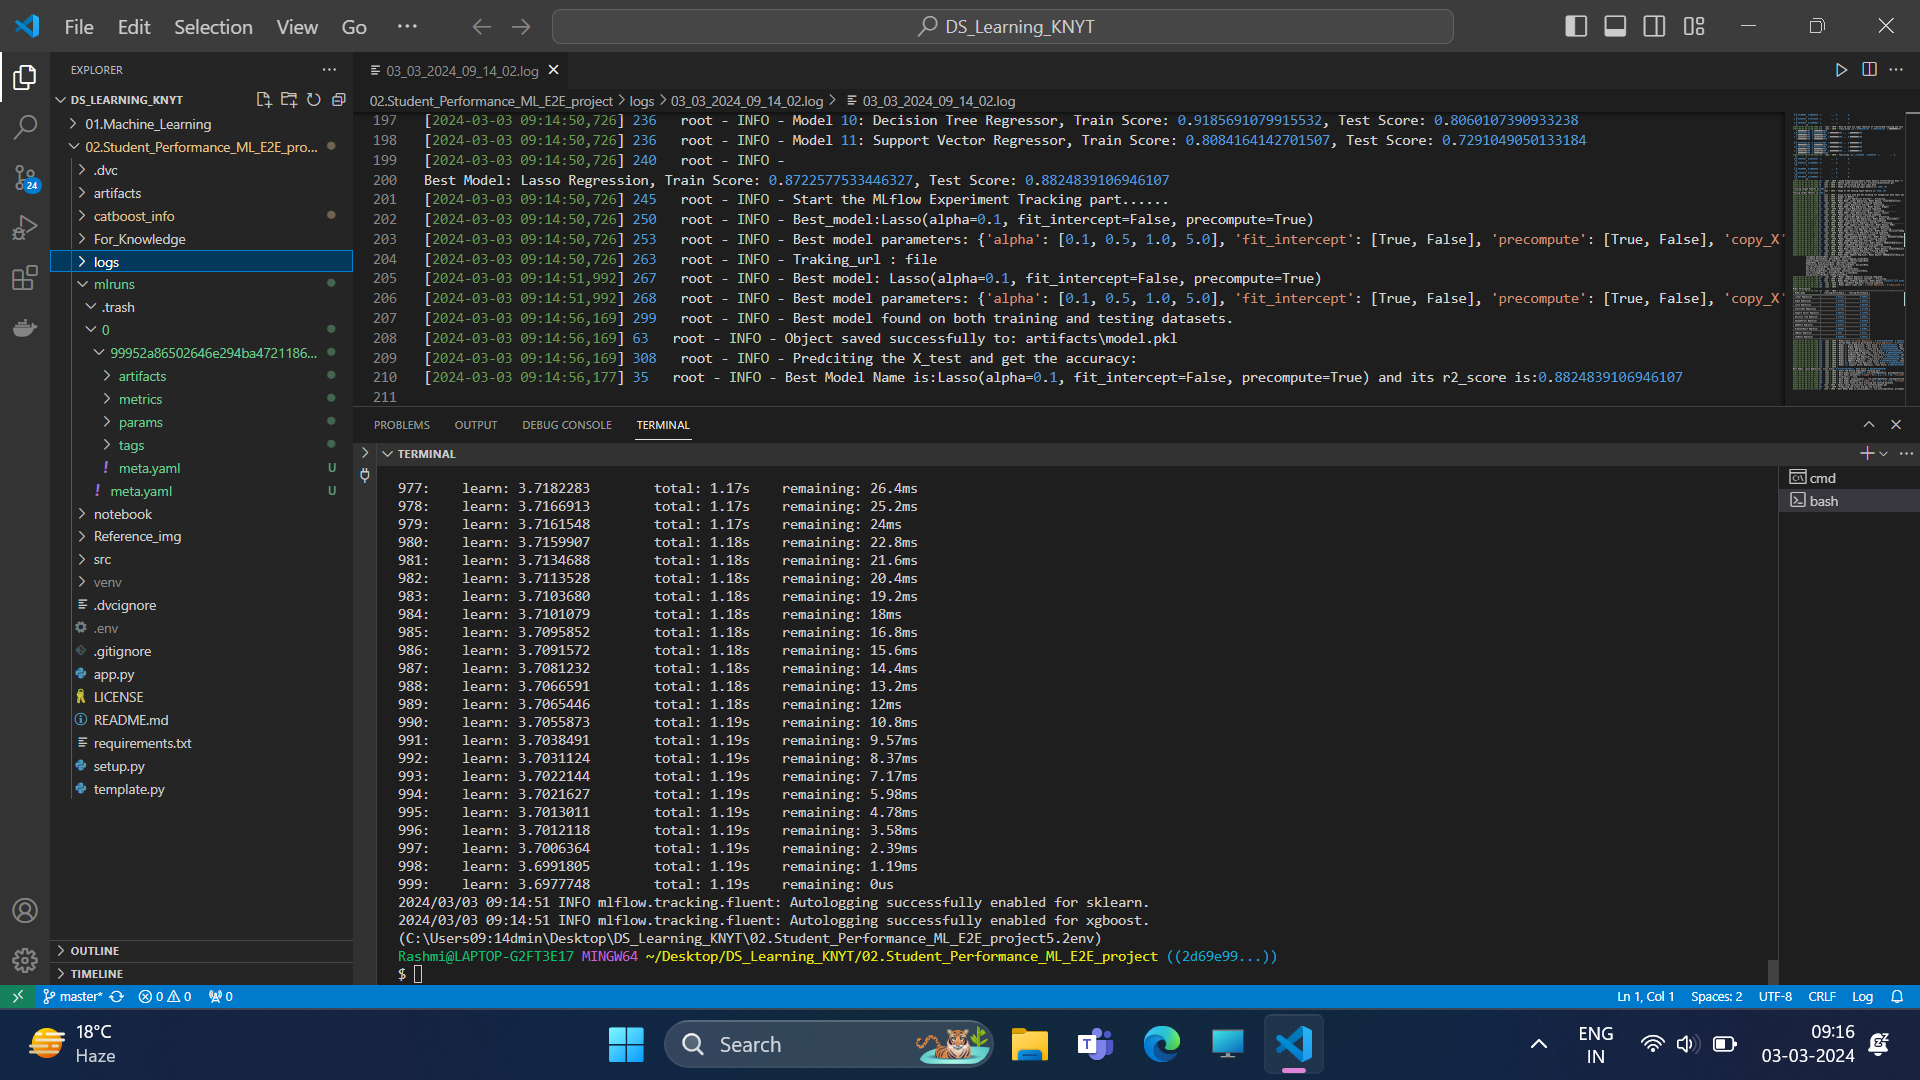 File Edit Selection View Go ··· DS_Learning_KNYT
EXPLORER
DS_LEARNING_KNYT
01.Machine_Learning
02.Student_Performance_ML_E2E_pro...
.dvc
artifacts
catboost_info
For_Knowledge
logs
mlruns
.trash
0
99952a86502646e294ba4721186...
artifacts
metrics
params
tags
meta.yaml U
meta.yaml U
notebook
Reference_img
src
venv
.dvcignore
.env
.gitignore
app.py
LICENSE
README.md
requirements.txt
setup.py
template.py
OUTLINE
TIMELINE
24
03_03_2024_09_14_02.log
02.Student_Performance_ML_E2E_project > logs > 03_03_2024_09_14_02.log > 03_03_2024_09_14_02.log
197 [2024-03-03 09:14:50,726] 236 root - INFO - Model 10: Decision Tree Regressor, Train Score: 0.9185691079915532, Test Score: 0.8060107390933238
198 [2024-03-03 09:14:50,726] 236 root - INFO - Model 11: Support Vector Regressor, Train Score: 0.8084164142701507, Test Score: 0.7291049050133184
199 [2024-03-03 09:14:50,726] 240 root - INFO -
200 Best Model: Lasso Regression, Train Score: 0.8722577533446327, Test Score: 0.8824839106946107
201 [2024-03-03 09:14:50,726] 245 root - INFO - Start the MLflow Experiment Tracking part......
202 [2024-03-03 09:14:50,726] 250 root - INFO - Best_model:Lasso(alpha=0.1, fit_intercept=False, precompute=True)
203 [2024-03-03 09:14:50,726] 253 root - INFO - Best model parameters: {'alpha': [0.1, 0.5, 1.0, 5.0], 'fit_intercept': [True, False], 'precompute': [True, False], 'copy_X'
204 [2024-03-03 09:14:50,726] 263 root - INFO - Traking_url : file
205 [2024-03-03 09:14:51,992] 267 root - INFO - Best model: Lasso(alpha=0.1, fit_intercept=False, precompute=True)
206 [2024-03-03 09:14:51,992] 268 root - INFO - Best model parameters: {'alpha': [0.1, 0.5, 1.0, 5.0], 'fit_intercept': [True, False], 'precompute': [True, False], 'copy_X'
207 [2024-03-03 09:14:56,169] 299 root - INFO - Best model found on both training and testing datasets.
208 [2024-03-03 09:14:56,169] 63 root - INFO - Object saved successfully to: artifacts\model.pkl
209 [2024-03-03 09:14:56,169] 308 root - INFO - Predciting the X_test and get the accuracy:
210 [2024-03-03 09:14:56,177] 35 root - INFO - Best Model Name is:Lasso(alpha=0.1, fit_intercept=False, precompute=True) and its r2_score is:0.8824839106946107
211
PROBLEMS OUTPUT DEBUG CONSOLE TERMINAL
TERMINAL
977: learn: 3.7182283 total: 1.17s remaining: 26.4ms
978: learn: 3.7166913 total: 1.17s remaining: 25.2ms
979: learn: 3.7161548 total: 1.17s remaining: 24ms
980: learn: 3.7159907 total: 1.18s remaining: 22.8ms
981: learn: 3.7134688 total: 1.18s remaining: 21.6ms
982: learn: 3.7113528 total: 1.18s remaining: 20.4ms
983: learn: 3.7103680 total: 1.18s remaining: 19.2ms
984: learn: 3.7101079 total: 1.18s remaining: 18ms
985: learn: 3.7095852 total: 1.18s remaining: 16.8ms
986: learn: 3.7091572 total: 1.18s remaining: 15.6ms
987: learn: 3.7081232 total: 1.18s remaining: 14.4ms
988: learn: 3.7066591 total: 1.18s remaining: 13.2ms
989: learn: 3.7065446 total: 1.18s remaining: 12ms
990: learn: 3.7055873 total: 1.19s remaining: 10.8ms
991: learn: 3.7038491 total: 1.19s remaining: 9.57ms
992: learn: 3.7031124 total: 1.19s remaining: 8.37ms
993: learn: 3.7022144 total: 1.19s remaining: 7.17ms
994: learn: 3.7021627 total: 1.19s remaining: 5.98ms
995: learn: 3.7013011 total: 1.19s remaining: 4.78ms
996: learn: 3.7012118 total: 1.19s remaining: 3.58ms
997: learn: 3.7006364 total: 1.19s remaining: 2.39ms
998: learn: 3.6991805 total: 1.19s remaining: 1.19ms
999: learn: 3.6977748 total: 1.19s remaining: 0us
2024/03/03 09:14:51 INFO mlflow.tracking.fluent: Autologging successfully enabled for sklearn.
2024/03/03 09:14:51 INFO mlflow.tracking.fluent: Autologging successfully enabled for xgboost.
(C:\Users09:14dmin\Desktop\DS_Learning_KNYT\02.Student_Performance_ML_E2E_project5.2env)
Rashmi@LAPTOP-G2FT3E17 MINGW64 ~/Desktop/DS_Learning_KNYT/02.Student_Performance_ML_E2E_project ((2d69e99...))
$
cmd
bash
master* 0 0 0
Ln 1, Col 1 Spaces: 2 UTF-8 CRLF Log
18°C
Haze
Search
ENG
IN
09:16
03-03-2024